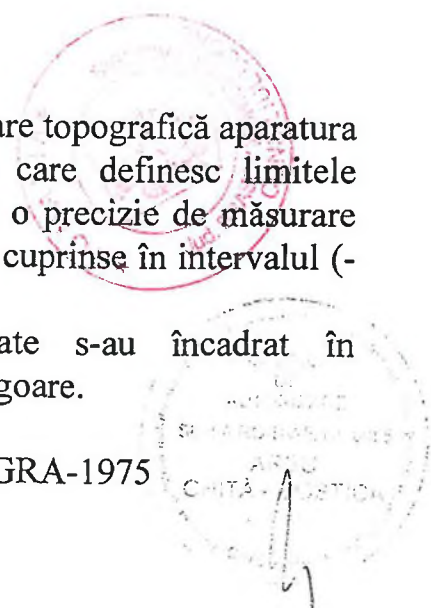 are topografică aparatura
care definesc limitele
o precizie de măsurare
cuprinse în intervalul (-
ate s-au încadrat în
goare.
GRA-1975